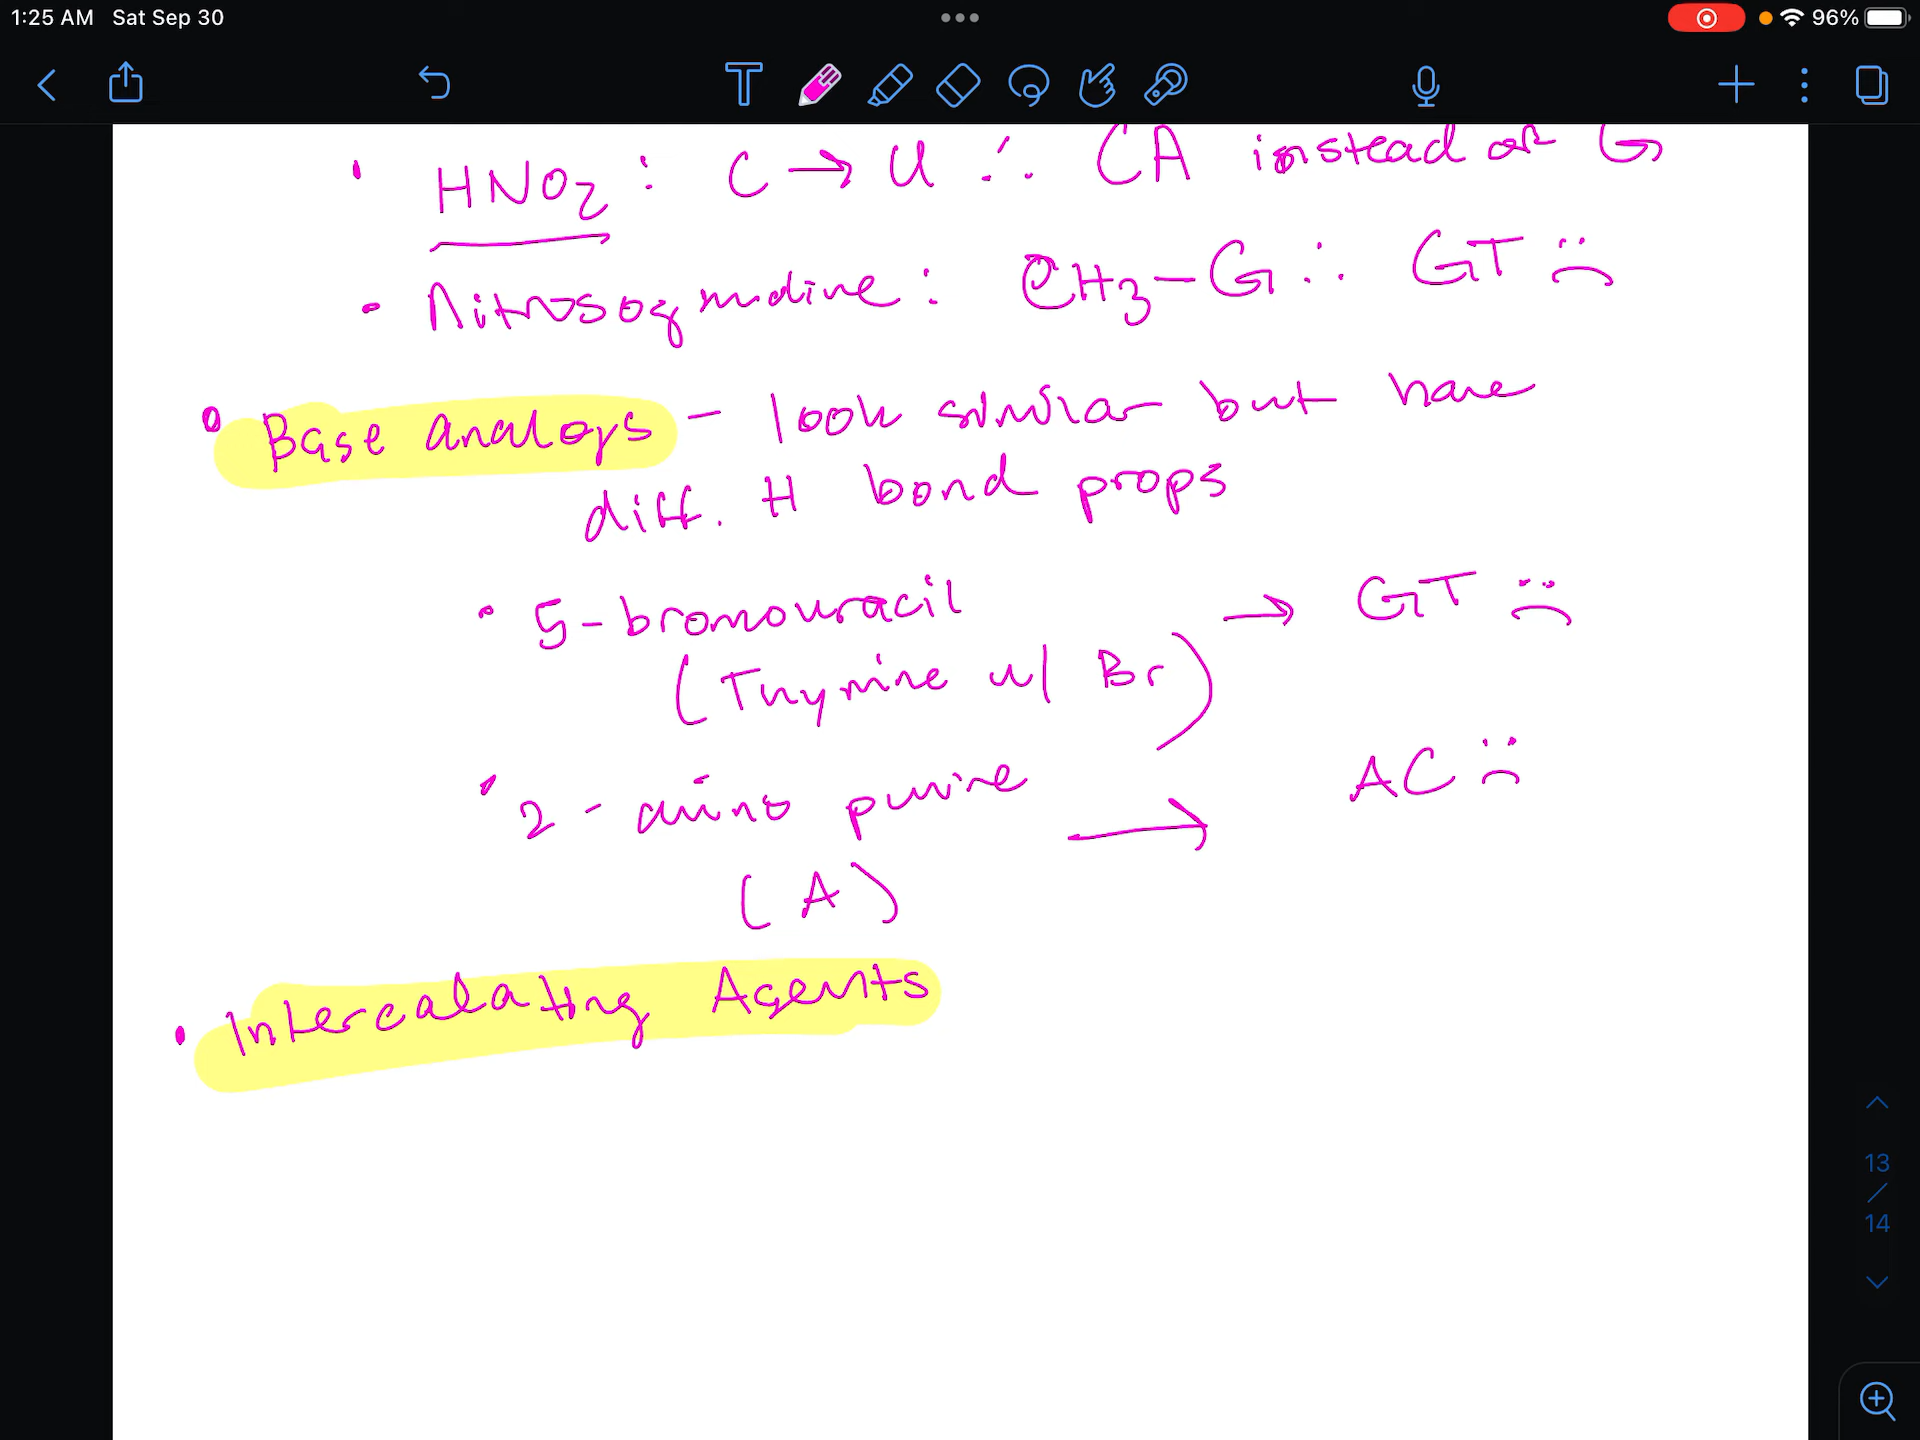 1:25 AM Sat Sep 30
96%
• HNO2 : C → U ∴ CA instead of G
• Nitrosogmdine : CH3-G ∴ GT :(
• Base analogs - look similar but have
diff. H bond props
• 5-bromouracil → GT :(
(Thymine w/ Br)
• 2-amino purine → AC :(
(A)
• Intercalating Agents
13
/
14